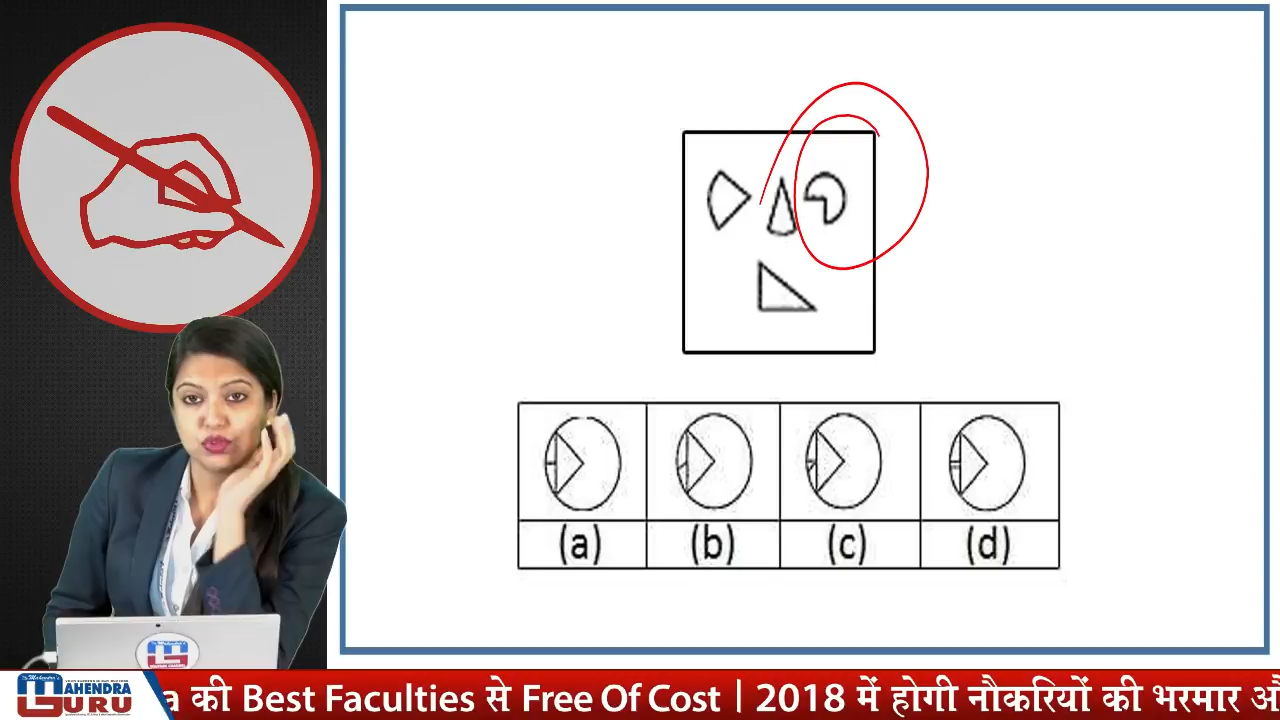 (a) (b) (c) (d)
MAHENDRA
GURU
a की Best Faculties से Free Of Cost | 2018 में होगी नौकरियों की भरमार औ